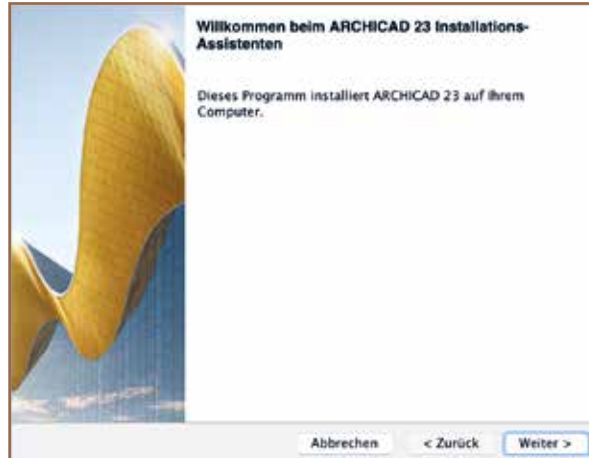 Willkommen beim ARCHICAD 23 Installations-
Assistenten
Dieses Programm installiert ARCHICAD 23 auf Ihrem
Computer.
Abbrechen
< Zurück
Weiter >